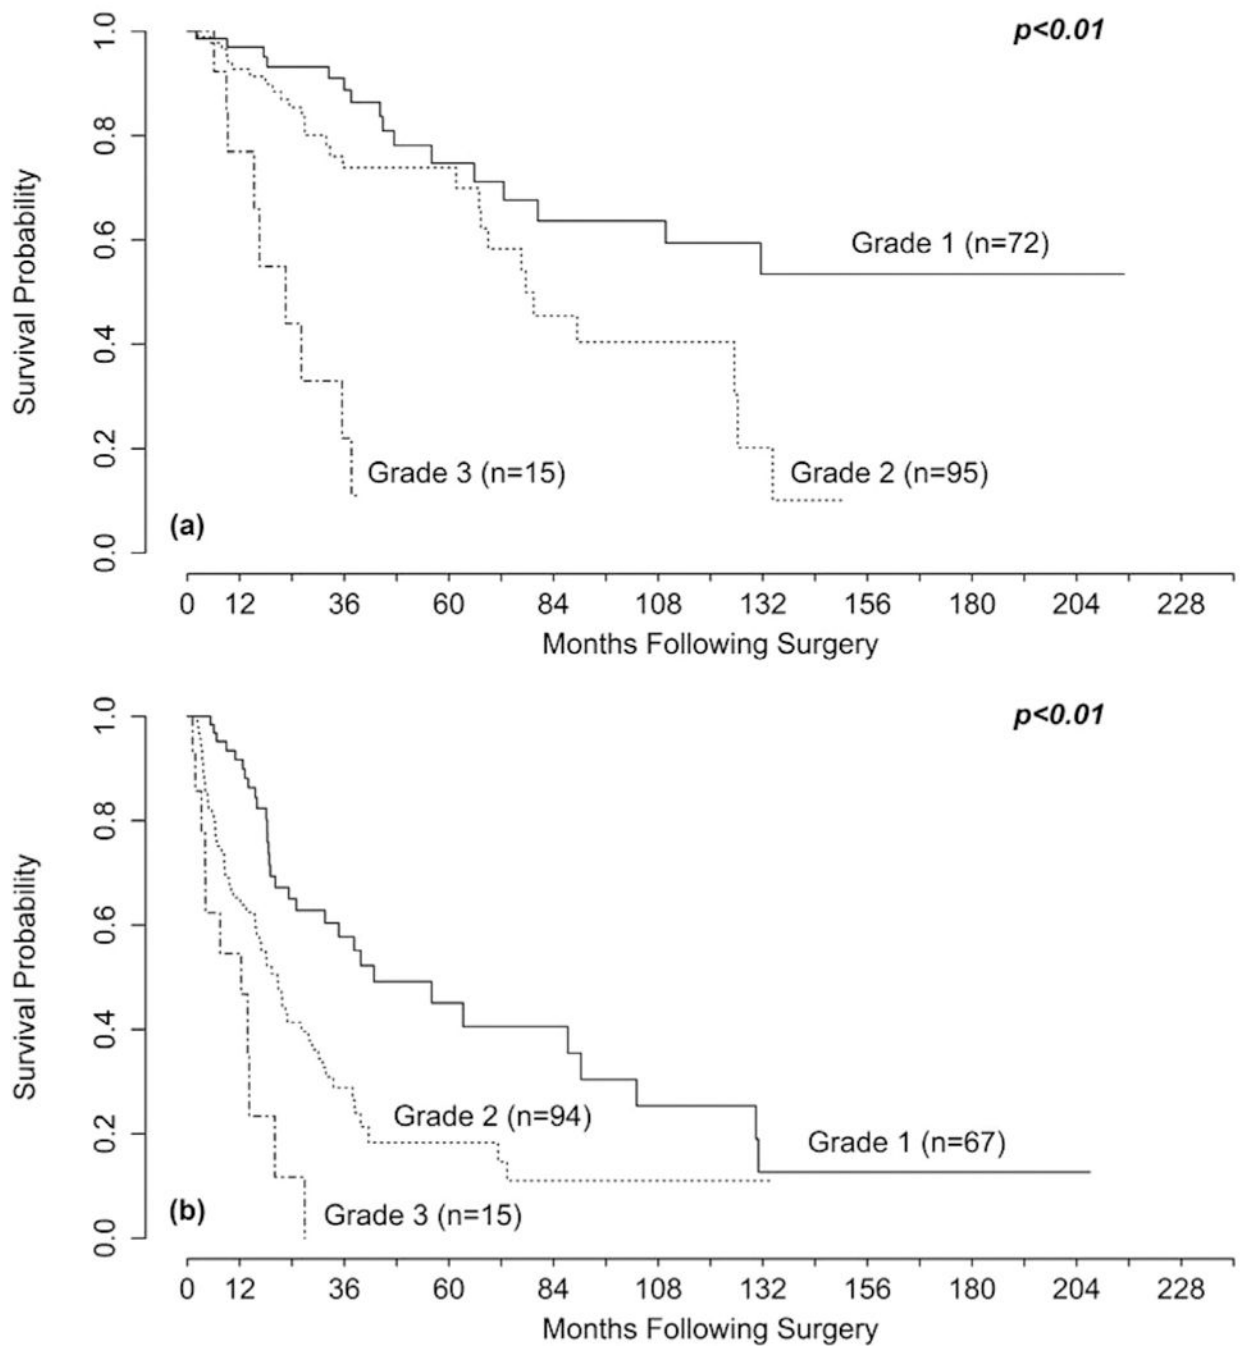 p<0.01
1.0
0.8
0.6
0.4
0.2
0.0
Survival Probability
Grade 1 (n=72)
Grade 3 (n=15)
Grade 2 (n=95)
(a)
0 12 36 60 84 108 132 156 180 204 228
Months Following Surgery
p<0.01
1.0
0.8
0.6
0.4
0.2
0.0
Survival Probability
Grade 2 (n=94)
Grade 1 (n=67)
(b)
Grade 3 (n=15)
0 12 36 60 84 108 132 156 180 204 228
Months Following Surgery